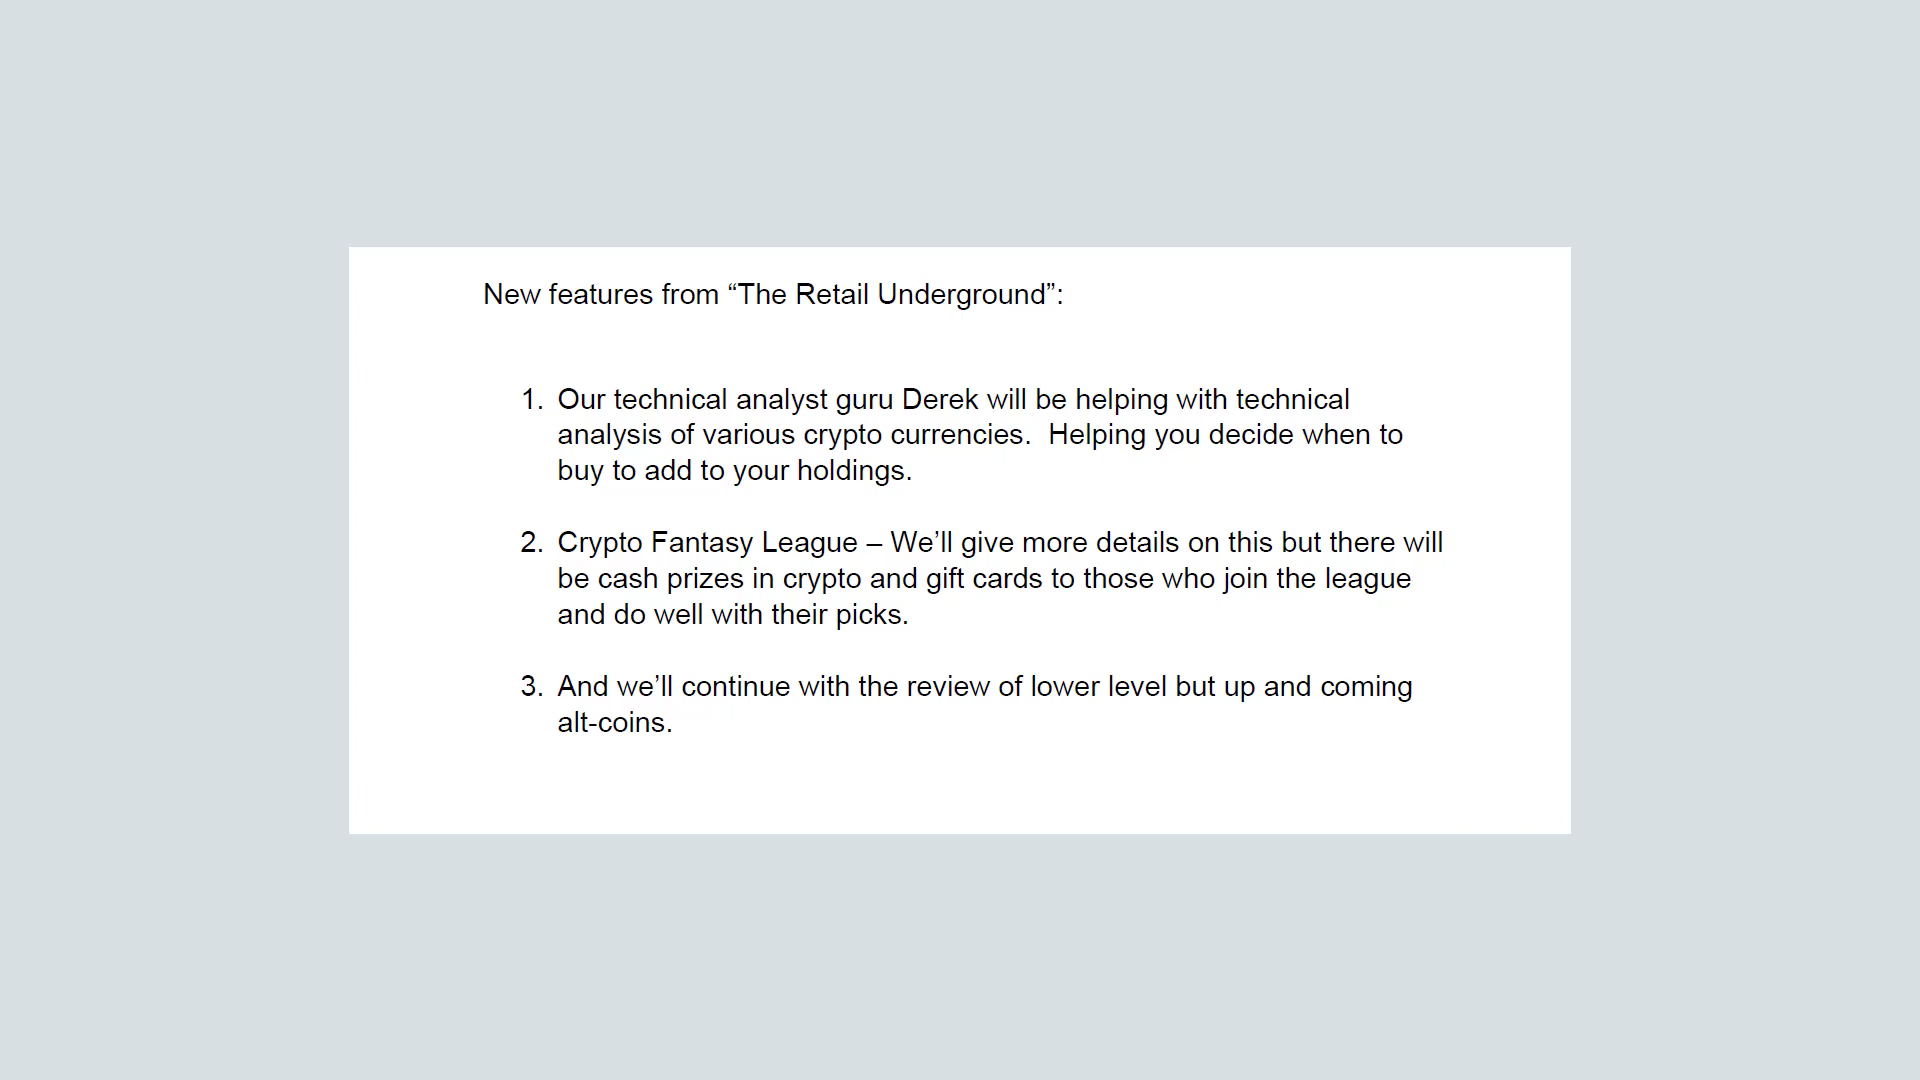 New features from “The Retail Underground”:
1. Our technical analyst guru Derek will be helping with technical
analysis of various crypto currencies.  Helping you decide when to
buy to add to your holdings.
2. Crypto Fantasy League – We’ll give more details on this but there will
be cash prizes in crypto and gift cards to those who join the league
and do well with their picks.
3. And we’ll continue with the review of lower level but up and coming
alt-coins.